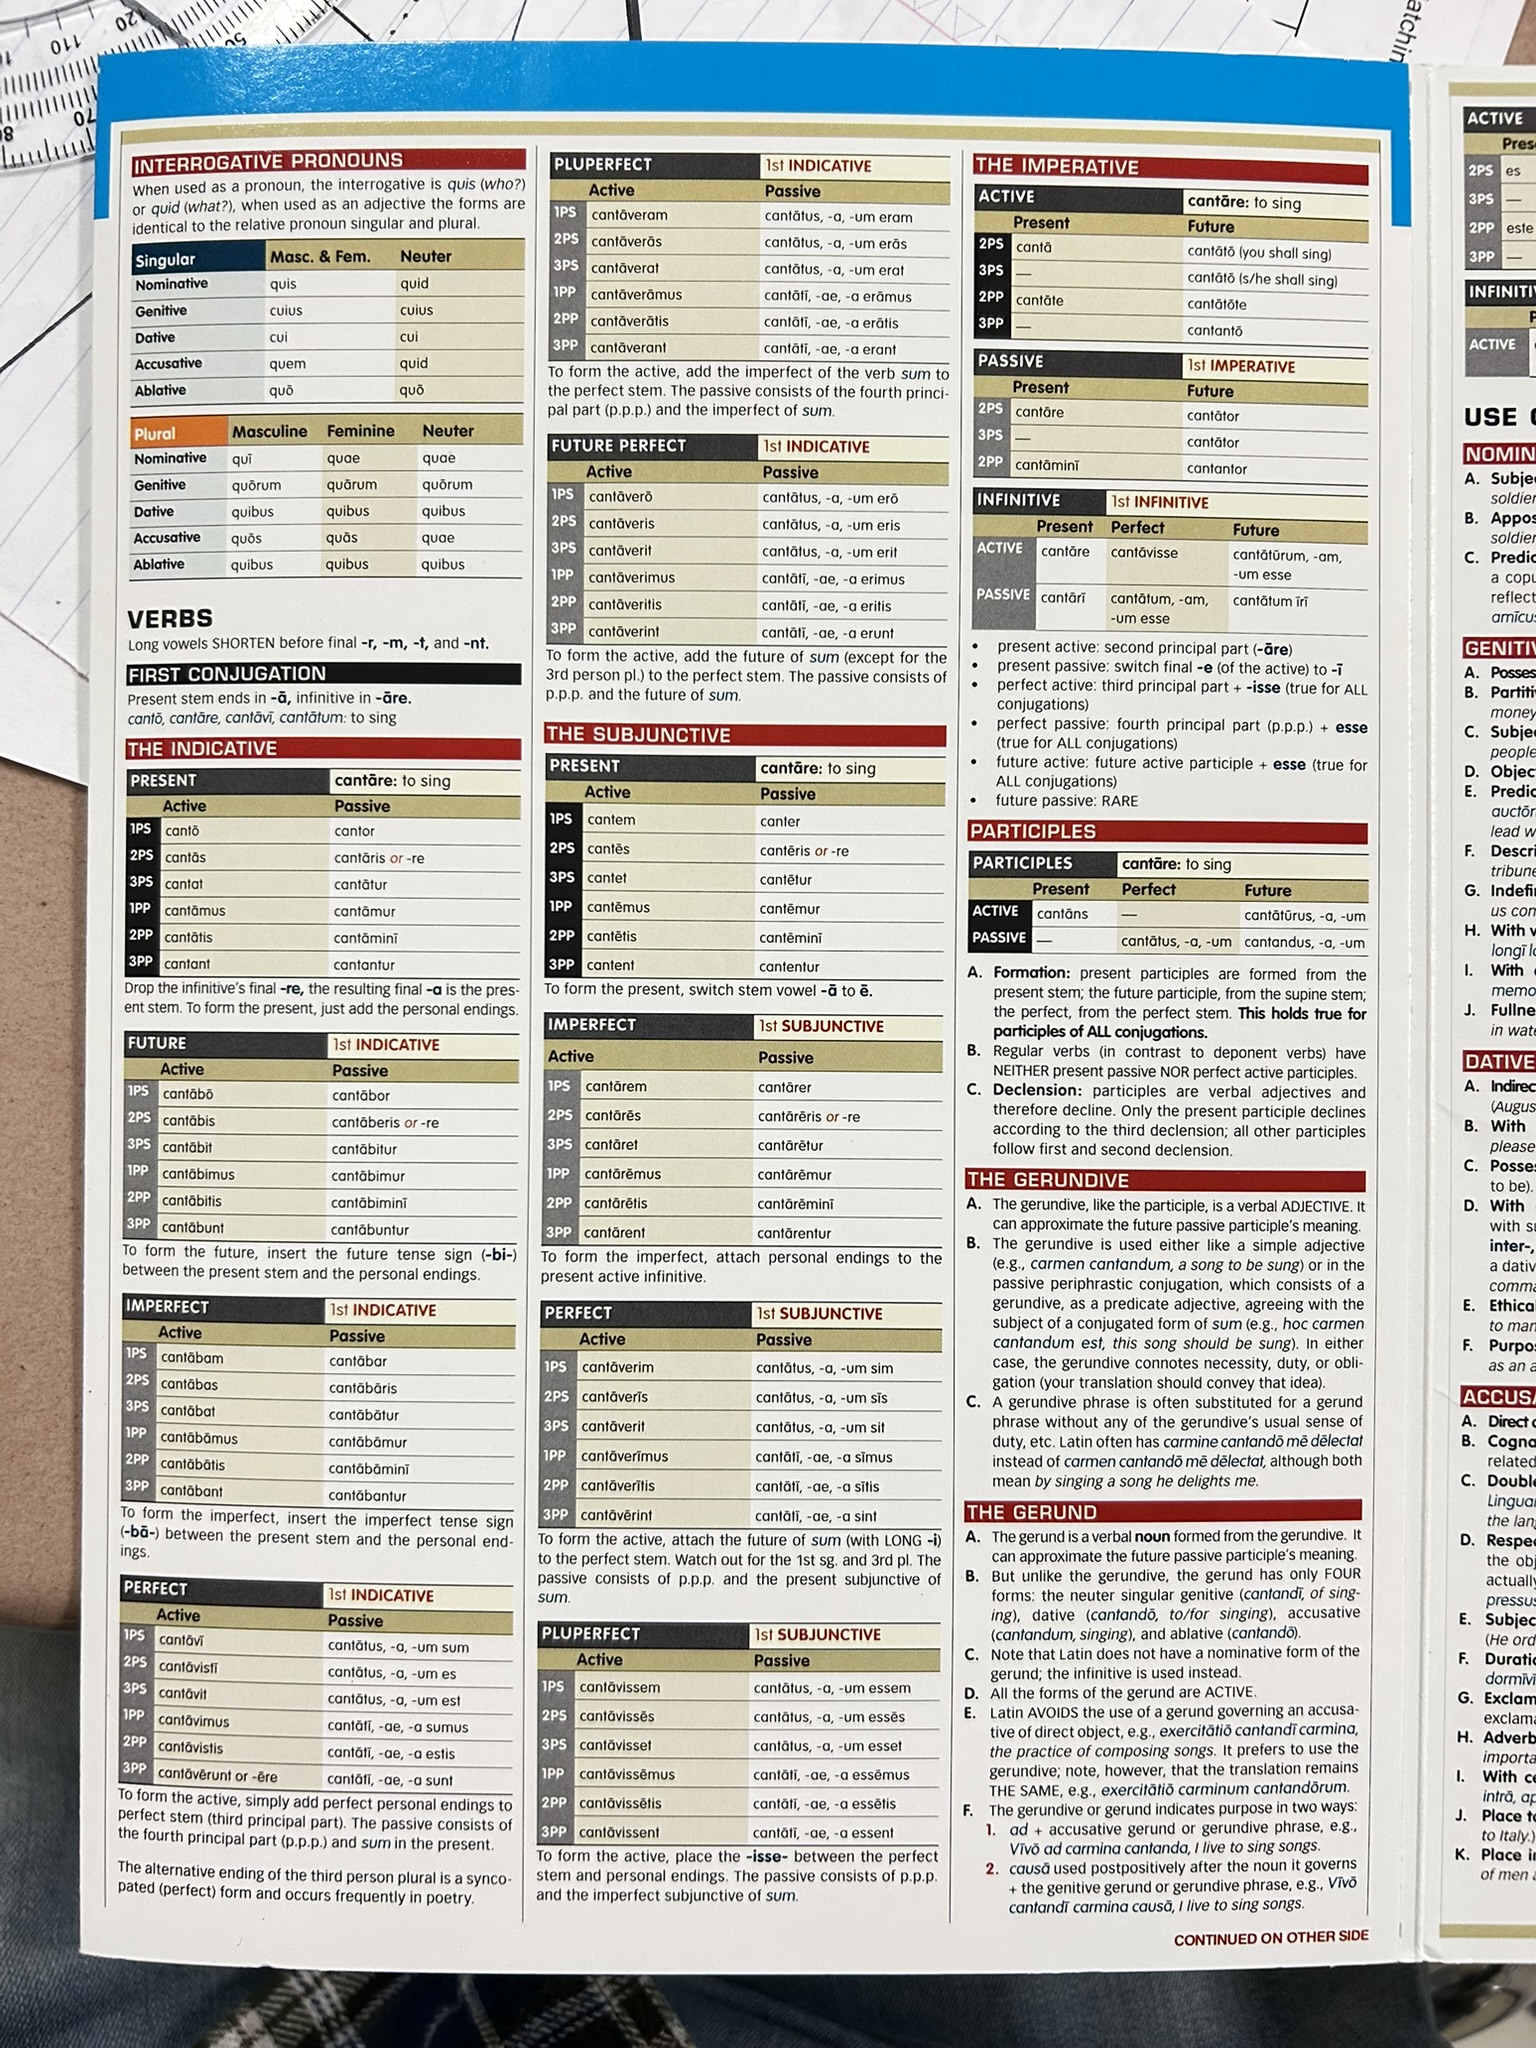 120
110
70
80
50
atchin
INTERROGATIVE PRONOUNS
When used as a pronoun, the interrogative is quis (who?)
or quid (what?), when used as an adjective the forms are
identical to the relative pronoun singular and plural.
Singular Masc. & Fem. Neuter
Nominative quis quid
Genitive cuius cuius
Dative cui cui
Accusative quem quid
Ablative quō quō
Plural Masculine Feminine Neuter
Nominative quī quae quae
Genitive quōrum quārum quōrum
Dative quibus quibus quibus
Accusative quōs quās quae
Ablative quibus quibus quibus
VERBS
Long vowels SHORTEN before final -r, -m, -t, and -nt.
FIRST CONJUGATION
Present stem ends in -ā, infinitive in -āre.
cantō, cantāre, cantāvī, cantātum: to sing
THE INDICATIVE
PRESENT cantāre: to sing
Active Passive
1PS cantō cantor
2PS cantās cantāris or -re
3PS cantat cantātur
1PP cantāmus cantāmur
2PP cantātis cantāminī
3PP cantant cantantur
Drop the infinitive's final -re, the resulting final -a is the pres-
ent stem. To form the present, just add the personal endings.
FUTURE 1st INDICATIVE
Active Passive
1PS cantābō cantābor
2PS cantābis cantāberis or -re
3PS cantābit cantābitur
1PP cantābimus cantābimur
2PP cantābitis cantābiminī
3PP cantābunt cantābuntur
To form the future, insert the future tense sign (-bi-)
between the present stem and the personal endings.
IMPERFECT 1st INDICATIVE
Active Passive
1PS cantābam cantābar
2PS cantābas cantābāris
3PS cantābat cantābātur
1PP cantābāmus cantābāmur
2PP cantābātis cantābāminī
3PP cantābant cantābantur
To form the imperfect, insert the imperfect tense sign
(-bā-) between the present stem and the personal end-
ings.
PERFECT 1st INDICATIVE
Active Passive
1PS cantāvī cantātus, -a, -um sum
2PS cantāvistī cantātus, -a, -um es
3PS cantāvit cantātus, -a, -um est
1PP cantāvimus cantātī, -ae, -a sumus
2PP cantāvistis cantātī, -ae, -a estis
3PP cantāvērunt or -ēre cantātī, -ae, -a sunt
To form the active, simply add perfect personal endings to
perfect stem (third principal part). The passive consists of
the fourth principal part (p.p.p.) and sum in the present.
The alternative ending of the third person plural is a synco-
pated (perfect) form and occurs frequently in poetry.
PLUPERFECT 1st INDICATIVE
Active Passive
1PS cantāveram cantātus, -a, -um eram
2PS cantāverās cantātus, -a, -um erās
3PS cantāverat cantātus, -a, -um erat
1PP cantāverāmus cantātī, -ae, -a erāmus
2PP cantāverātis cantātī, -ae, -a erātis
3PP cantāverant cantātī, -ae, -a erant
To form the active, add the imperfect of the verb sum to
the perfect stem. The passive consists of the fourth princi-
pal part (p.p.p.) and the imperfect of sum.
FUTURE PERFECT 1st INDICATIVE
Active Passive
1PS cantāverō cantātus, -a, -um erō
2PS cantāveris cantātus, -a, -um eris
3PS cantāverit cantātus, -a, -um erit
1PP cantāverimus cantātī, -ae, -a erimus
2PP cantāveritis cantātī, -ae, -a eritis
3PP cantāverint cantātī, -ae, -a erunt
To form the active, add the future of sum (except for the
3rd person pl.) to the perfect stem. The passive consists of
p.p.p. and the future of sum.
THE SUBJUNCTIVE
PRESENT cantāre: to sing
Active Passive
1PS cantem canter
2PS cantēs cantēris or -re
3PS cantet cantētur
1PP cantēmus cantēmur
2PP cantētis cantēminī
3PP cantent cantentur
To form the present, switch stem vowel -ā to ē.
IMPERFECT 1st SUBJUNCTIVE
Active Passive
1PS cantārem cantārer
2PS cantārēs cantārēris or -re
3PS cantāret cantārētur
1PP cantārēmus cantārēmur
2PP cantārētis cantārēminī
3PP cantārent cantārentur
To form the imperfect, attach personal endings to the
present active infinitive.
PERFECT 1st SUBJUNCTIVE
Active Passive
1PS cantāverim cantātus, -a, -um sim
2PS cantāverīs cantātus, -a, -um sīs
3PS cantāverit cantātus, -a, -um sit
1PP cantāverīmus cantātī, -ae, -a sīmus
2PP cantāverītis cantātī, -ae, -a sītis
3PP cantāvērint cantātī, -ae, -a sint
To form the active, attach the future of sum (with LONG -i)
to the perfect stem. Watch out for the 1st sg. and 3rd pl. The
passive consists of p.p.p. and the present subjunctive of
sum.
PLUPERFECT 1st SUBJUNCTIVE
Active Passive
1PS cantāvissem cantātus, -a, -um essem
2PS cantāvissēs cantātus, -a, -um essēs
3PS cantāvisset cantātus, -a, -um esset
1PP cantāvissēmus cantātī, -ae, -a essēmus
2PP cantāvissētis cantātī, -ae, -a essētis
3PP cantāvissent cantātī, -ae, -a essent
To form the active, place the -isse- between the perfect
stem and personal endings. The passive consists of p.p.p.
and the imperfect subjunctive of sum.
THE IMPERATIVE
ACTIVE cantāre: to sing
Present Future
2PS cantā cantātō (you shall sing)
3PS — cantātō (s/he shall sing)
2PP cantāte cantātōte
3PP — cantantō
PASSIVE 1st IMPERATIVE
Present Future
2PS cantāre cantātor
3PS — cantātor
2PP cantāminī cantantor
INFINITIVE 1st INFINITIVE
Present Perfect Future
ACTIVE cantāre cantāvisse cantātūrum, -am,
-um esse
PASSIVE cantārī cantātum, -am, cantātum īrī
-um esse
• present active: second principal part (-āre)
• present passive: switch final -e (of the active) to -ī
• perfect active: third principal part + -isse (true for ALL
conjugations)
• perfect passive: fourth principal part (p.p.p.) + esse
(true for ALL conjugations)
• future active: future active participle + esse (true for
ALL conjugations)
• future passive: RARE
PARTICIPLES
PARTICIPLES cantāre: to sing
Present Perfect Future
ACTIVE cantāns — cantātūrus, -a, -um
PASSIVE — cantātus, -a, -um cantandus, -a, -um
A. Formation: present participles are formed from the
present stem; the future participle, from the supine stem;
the perfect, from the perfect stem. This holds true for
participles of ALL conjugations.
B. Regular verbs (in contrast to deponent verbs) have
NEITHER present passive NOR perfect active participles.
C. Declension: participles are verbal adjectives and
therefore decline. Only the present participle declines
according to the third declension; all other participles
follow first and second declension.
THE GERUNDIVE
A. The gerundive, like the participle, is a verbal ADJECTIVE. It
can approximate the future passive participle's meaning.
B. The gerundive is used either like a simple adjective
(e.g., carmen cantandum, a song to be sung) or in the
passive periphrastic conjugation, which consists of a
gerundive, as a predicate adjective, agreeing with the
subject of a conjugated form of sum (e.g., hoc carmen
cantandum est, this song should be sung). In either
case, the gerundive connotes necessity, duty, or obli-
gation (your translation should convey that idea).
C. A gerundive phrase is often substituted for a gerund
phrase without any of the gerundive's usual sense of
duty, etc. Latin often has carmine cantandō mē dēlectat
instead of carmen cantandō mē dēlectat, although both
mean by singing a song he delights me.
THE GERUND
A. The gerund is a verbal noun formed from the gerundive. It
can approximate the future passive participle's meaning.
B. But unlike the gerundive, the gerund has only FOUR
forms: the neuter singular genitive (cantandī, of sing-
ing), dative (cantandō, to/for singing), accusative
(cantandum, singing), and ablative (cantandō).
C. Note that Latin does not have a nominative form of the
gerund; the infinitive is used instead.
D. All the forms of the gerund are ACTIVE.
E. Latin AVOIDS the use of a gerund governing an accusa-
tive of direct object, e.g., exercitātiō cantandī carmina,
the practice of composing songs. It prefers to use the
gerundive; note, however, that the translation remains
THE SAME, e.g., exercitātiō carminum cantandōrum.
F. The gerundive or gerund indicates purpose in two ways:
1. ad + accusative gerund or gerundive phrase, e.g.,
Vīvō ad carmina cantanda, I live to sing songs.
2. causā used postpositively after the noun it governs
+ the genitive gerund or gerundive phrase, e.g., Vīvō
cantandī carmina causā, I live to sing songs.
CONTINUED ON OTHER SIDE
ACTIVE
Pres
2PS es
3PS —
2PP este
3PP —
INFINITIV
P
ACTIVE
USE
NOMIN
A. Subje
soldier
B. Appos
soldier
C. Predic
a copu
reflect
amīcus
GENITIV
A. Posses
B. Partiti
money
C. Subje
people
D. Object
E. Predic
auctōr
lead w
F. Descri
tribune
G. Indefi
us con
H. With v
longī lo
I. With
memo
J. Fullne
in wate
DATIVE
A. Indirec
(Augus
B. With
please
C. Posses
to be).
D. With
with su
inter-,
a dativ
comma
E. Ethica
to man
F. Purpo
as an a
ACCUSA
A. Direct o
B. Cogna
related
C. Double
Lingua
the lan
D. Respec
the obj
actually
pressus
E. Subjec
(He ord
F. Duratio
dormīvi
G. Exclam
exclama
H. Adverb
importa
I. With ce
intrā, ap
J. Place to
to Italy.)
K. Place in
of men a